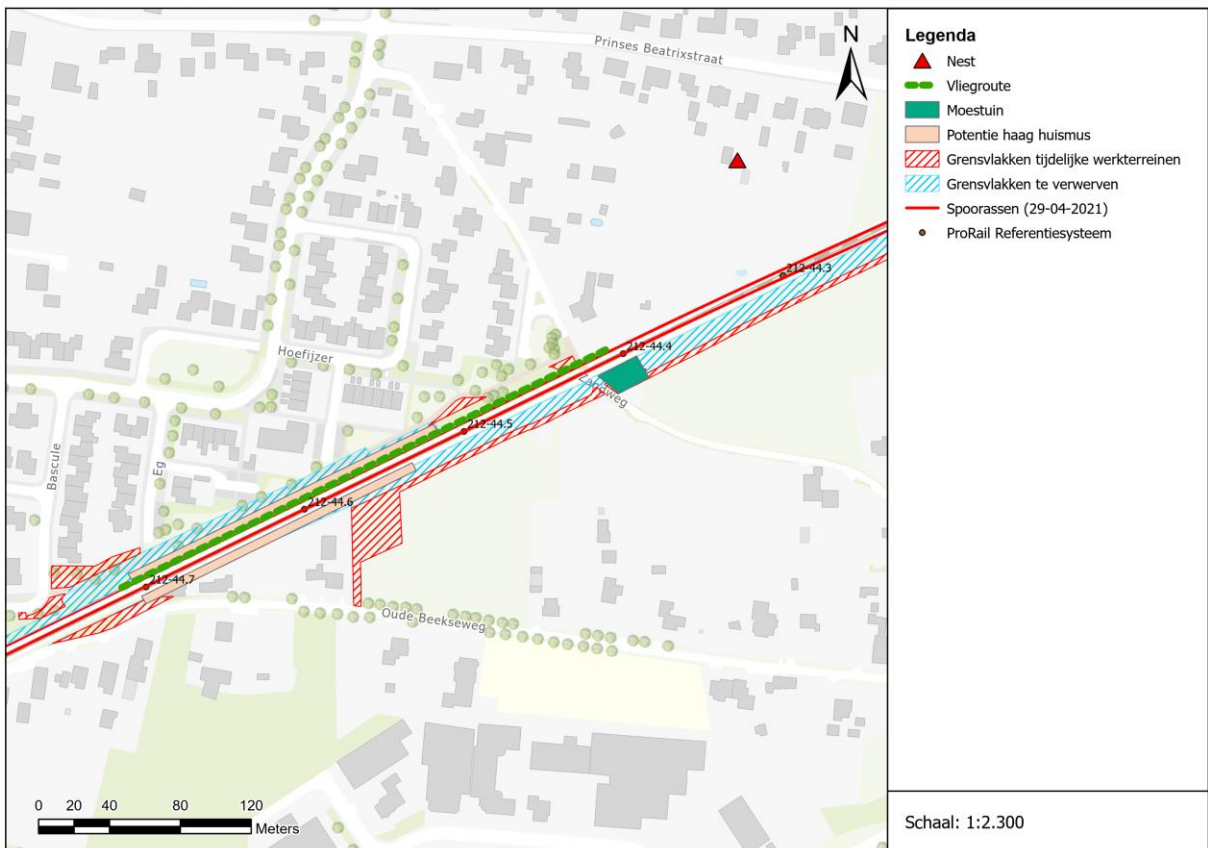 Prinses Beatrixstraat
N
212-44.3
212-44.4
Hoefijzer
Zandweg
212-44.5
Bascule
Eg
212-44.6
212-44.7
Oude Beekseweg
0 20 40 80 120
Meters
Legenda
Nest
Vliegroute
Moestuin
Potentie haag huismus
Grensvlakken tijdelijke werkterreinen
Grensvlakken te verwerven
Spoorassen (29-04-2021)
ProRail Referentiesysteem
Schaal: 1:2.300